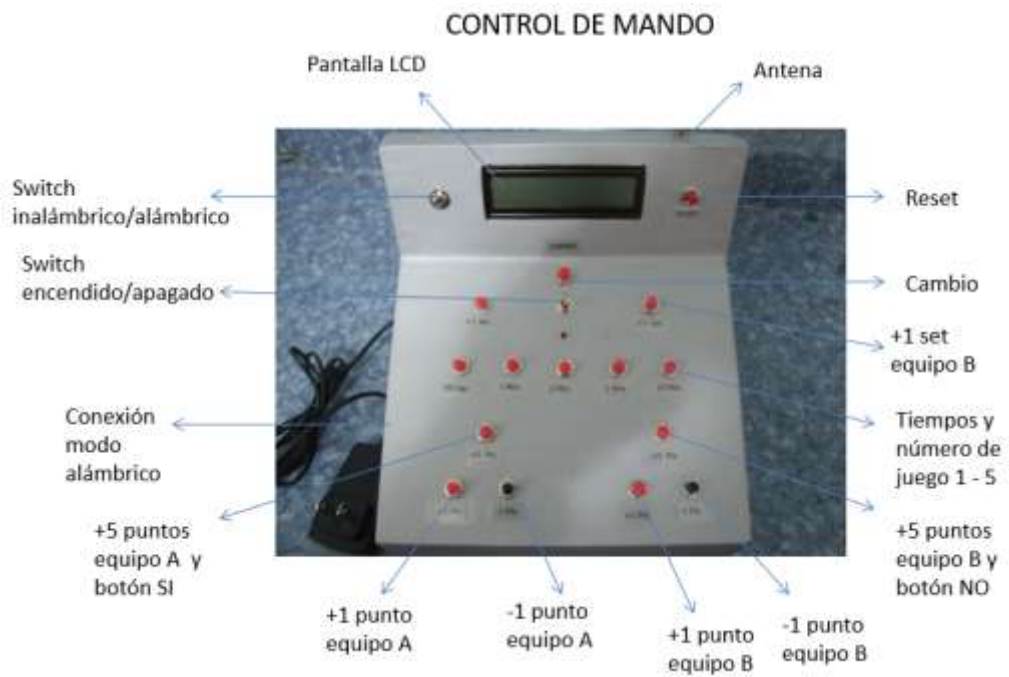 CONTROL DE MANDO
Pantalla LCD
Antena
Switch
inalámbrico/alámbrico
Reset
Switch
encendido/apagado
Cambio
+1 set
equipo B
Conexión
modo
alámbrico
Tiempos y
número de
juego 1 - 5
+5 puntos
equipo A y
botón SI
+5 puntos
equipo B y
botón NO
+1 punto
equipo A
-1 punto
equipo A
+1 punto
equipo B
-1 punto
equipo B